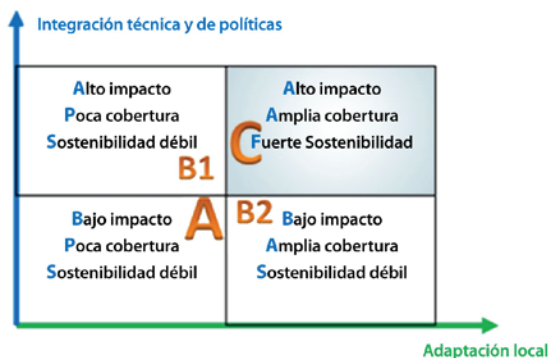 Integración técnica y de políticas
Alto impacto
Poca cobertura
Sostenibilidad débil
B1
Alto impacto
Amplia cobertura
Fuerte Sostenibilidad
C
Bajo impacto
Poca cobertura
Sostenibilidad débil
A
B2
Bajo impacto
Amplia cobertura
Sostenibilidad débil
Adaptación local